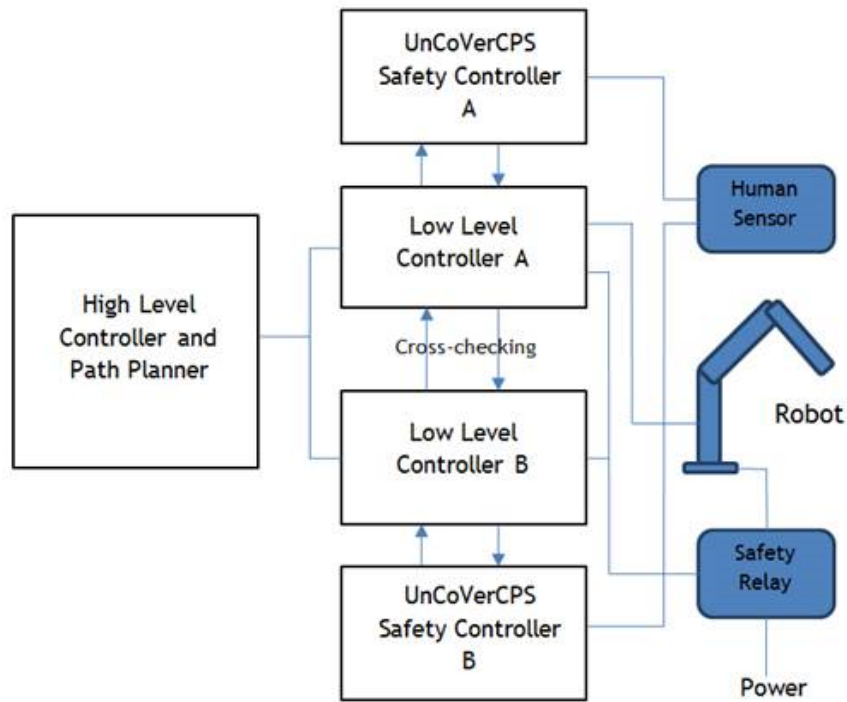 UnCoVerCPS
Safety Controller
A
Human
Sensor
Low Level
Controller A
High Level
Controller and
Path Planner
Cross-checking
Robot
Low Level
Controller B
Safety
Relay
UnCoVerCPS
Safety Controller
B
Power